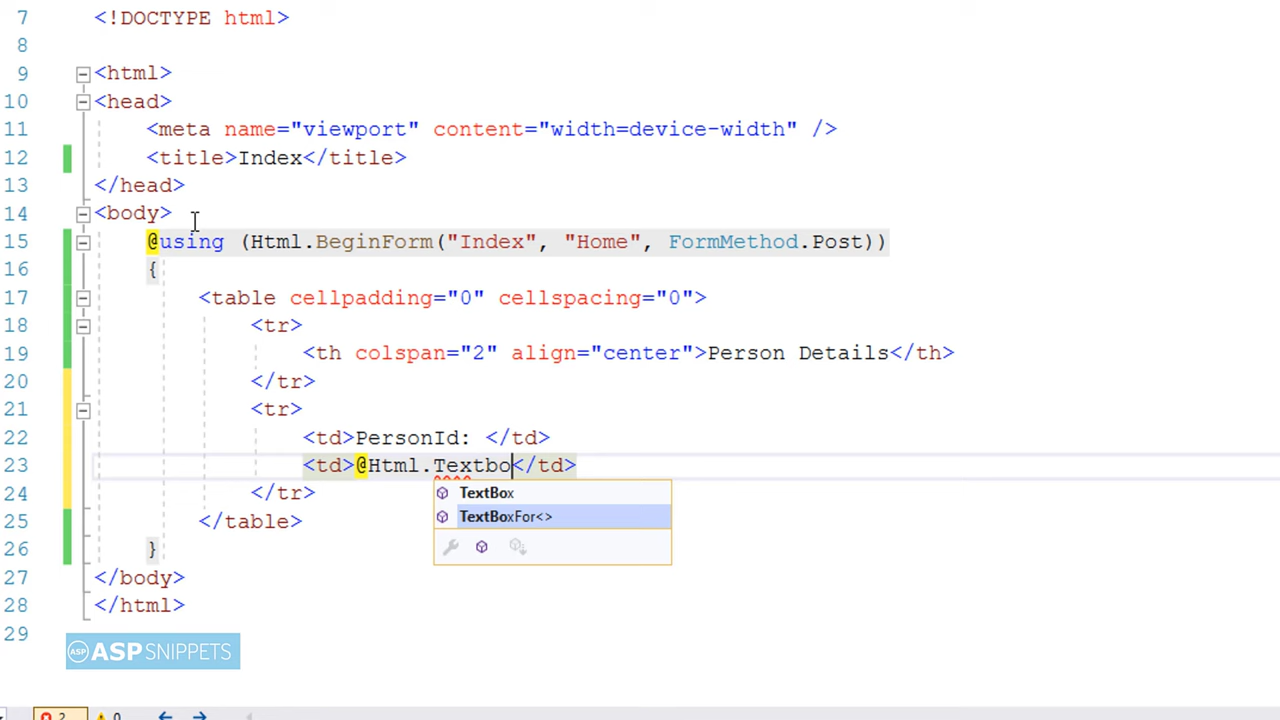 7 <!DOCTYPE html>
8
9 <html>
10 <head>
11 <meta name="viewport" content="width=device-width" />
12 <title>Index</title>
13 </head>
14 <body>
15 @using (Html.BeginForm("Index", "Home", FormMethod.Post))
16 {
17 <table cellpadding="0" cellspacing="0">
18 <tr>
19 <th colspan="2" align="center">Person Details</th>
20 </tr>
21 <tr>
22 <td>PersonId: </td>
23 <td>@Html.Textbo</td>
TextBox
24 </tr>
TextBoxFor<>
25 </table>
26 }
27 </body>
28 </html>
29
ASPSNIPPETS
2 0